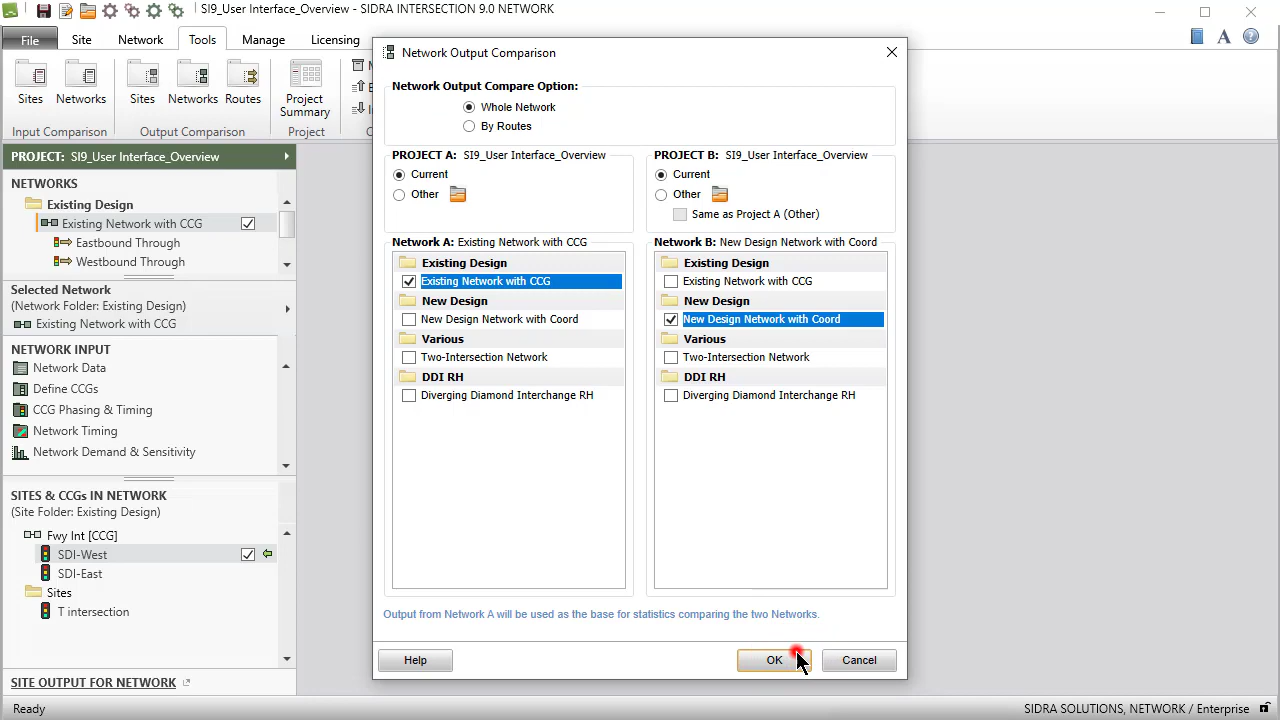 SI9_User Interface_Overview - SIDRA INTERSECTION 9.0 NETWORK
File Site Network Tools Manage Licensing
Sites Networks Sites Networks Routes Project Summary
Input Comparison Output Comparison Project
PROJECT: SI9_User Interface_Overview
NETWORKS
Existing Design
Existing Network with CCG
Eastbound Through
Westbound Through
Selected Network
(Network Folder: Existing Design)
Existing Network with CCG
NETWORK INPUT
Network Data
Define CCGs
CCG Phasing & Timing
Network Timing
Network Demand & Sensitivity
SITES & CCGs IN NETWORK
(Site Folder: Existing Design)
Fwy Int [CCG]
SDI-West
SDI-East
Sites
T intersection
SITE OUTPUT FOR NETWORK
Network Output Comparison
Network Output Compare Option:
Whole Network
By Routes
PROJECT A: SI9_User Interface_Overview
Current
Other
PROJECT B: SI9_User Interface_Overview
Current
Other
Same as Project A (Other)
Network A: Existing Network with CCG
Existing Design
Existing Network with CCG
New Design
New Design Network with Coord
Various
Two-Intersection Network
DDI RH
Diverging Diamond Interchange RH
Network B: New Design Network with Coord
Existing Design
Existing Network with CCG
New Design
New Design Network with Coord
Various
Two-Intersection Network
DDI RH
Diverging Diamond Interchange RH
Output from Network A will be used as the base for statistics comparing the two Networks.
Help OK Cancel
Ready SIDRA SOLUTIONS, NETWORK / Enterprise